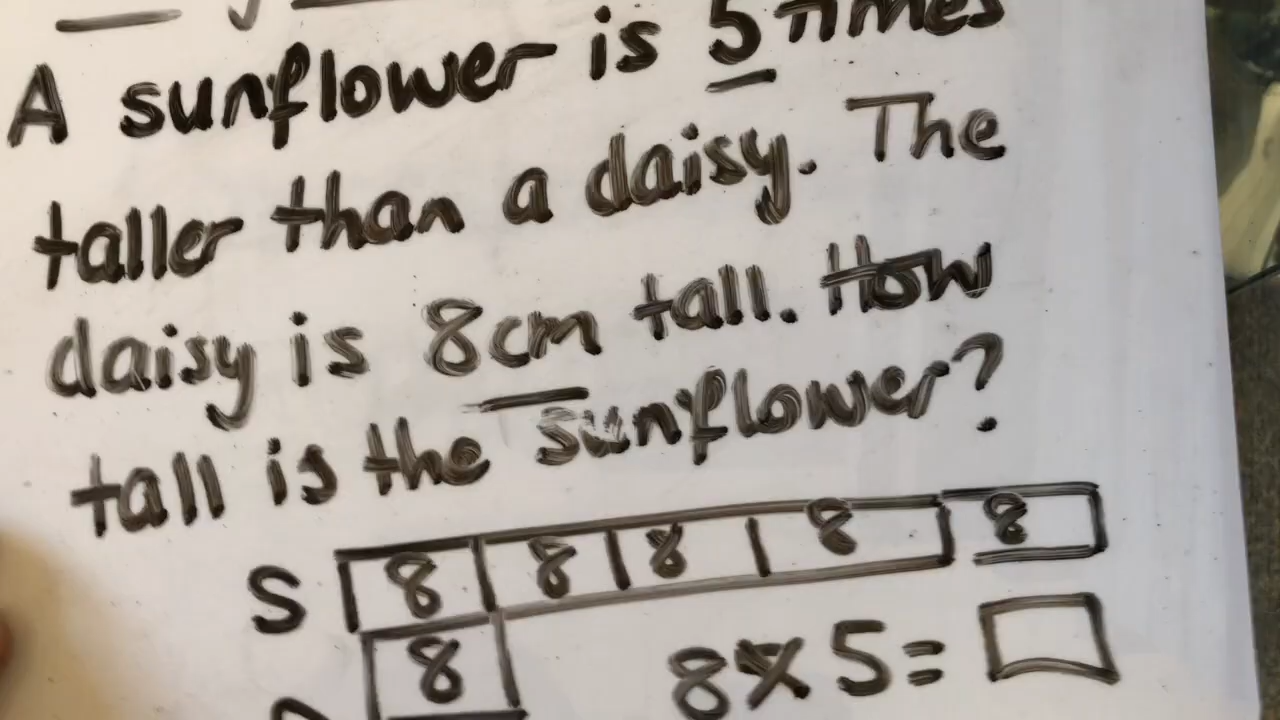 A sunflower is 5 times
taller than a daisy. The
daisy is 8cm tall. How
tall is the sunflower?
S 8 8 8 8 8
8
8 × 5 =